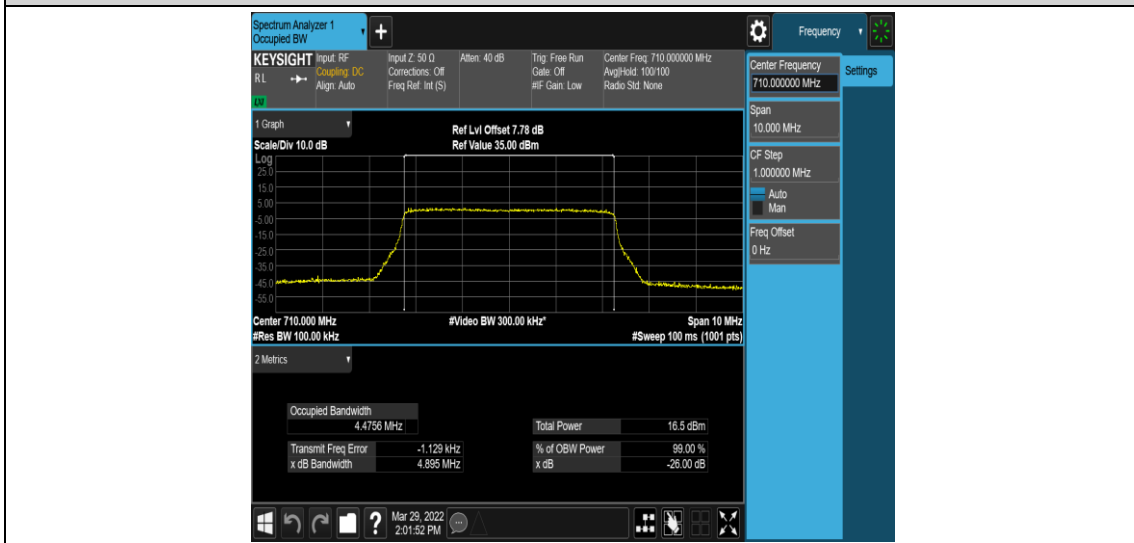 Spectrum Analyzer 1
Occupied BW
+
Frequency
KEYSIGHT
RL
LXI
Input: RF
Coupling: DC
Align: Auto
Input Z: 50 Ω
Corrections: Off
Freq Ref: Int (S)
Atten: 40 dB
Trig: Free Run
Gate: Off
#IF Gain: Low
Center Freq: 710.000000 MHz
Avg|Hold: 100/100
Radio Std: None
Center Frequency
710.000000 MHz
Settings
Span
10.000 MHz
CF Step
1.000000 MHz
Auto
Man
Freq Offset
0 Hz
1 Graph
Scale/Div 10.0 dB
Ref Lvl Offset 7.78 dB
Ref Value 35.00 dBm
Log
25.0
15.0
5.00
-5.00
-15.0
-25.0
-35.0
-45.0
-55.0
Center 710.000 MHz
#Video BW 300.00 kHz*
Span 10 MHz
#Res BW 100.00 kHz
#Sweep 100 ms (1001 pts)
2 Metrics
Occupied Bandwidth
4.4756 MHz
Total Power 16.5 dBm
Transmit Freq Error -1.129 kHz
% of OBW Power 99.00 %
x dB Bandwidth 4.895 MHz
x dB -26.00 dB
?
Mar 29, 2022
2:01:52 PM